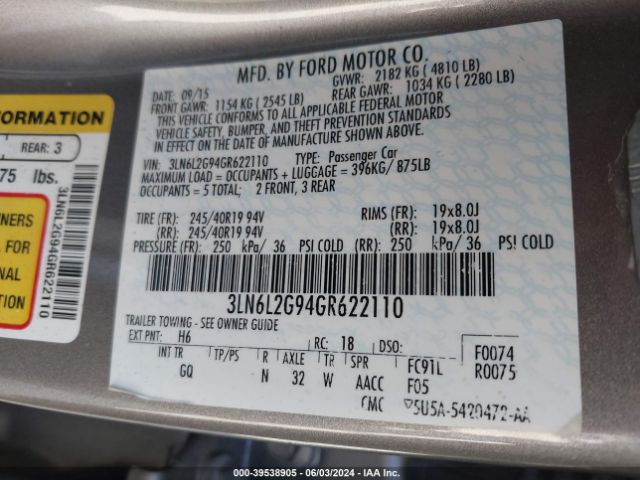 MFD. BY FORD MOTOR CO.
DATE: 09/15 GVWR: 2182 KG ( 4810 LB)
FRONT GAWR: 1154 KG ( 2545 LB) REAR GAWR: 1034 KG ( 2280 LB)
THIS VEHICLE CONFORMS TO ALL APPLICABLE FEDERAL MOTOR
VEHICLE SAFETY, BUMPER, AND THEFT PREVENTION STANDARDS
IN EFFECT ON THE DATE OF MANUFACTURE SHOWN ABOVE.
VIN: 3LN6L2G94GR622110 TYPE: Passenger Car
MAXIMUM LOAD = OCCUPANTS + LUGGAGE = 396KG/ 875LB
OCCUPANTS = 5 TOTAL; 2 FRONT, 3 REAR
TIRE (FR): 245/40R19 94V RIMS (FR): 19x8.0J
(RR): 245/40R19 94V (RR): 19x8.0J
PRESSURE (FR): 250 kPa/ 36 PSI COLD (RR): 250 kPa/ 36 PSI COLD
3LN6L2G94GR622110
TRAILER TOWING - SEE OWNER GUIDE
EXT PNT: H6 RC: 18 DSO: F0074
INT TR TP/PS R AXLE TR SPR FC91L R0075
GQ N 32 W AACC F05
CMC 5U5A-5420472-AA
FORMATION
REAR: 3
75 lbs.
3LN6L2G94GR622110
WNERS
L FOR
NAL
TION
000-39538905 - 06/03/2024 - IAA Inc.